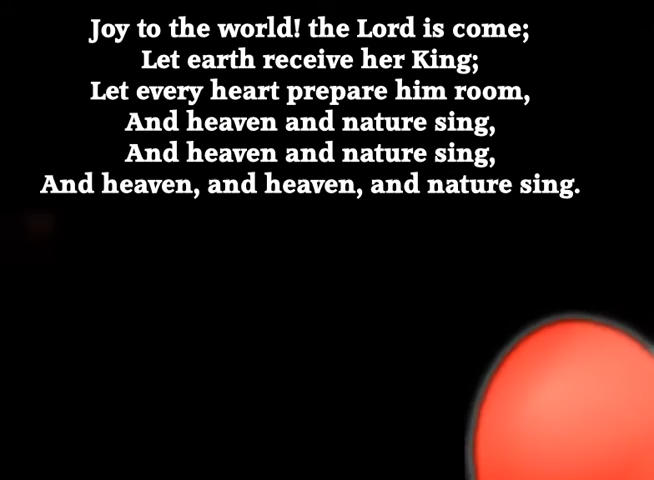 Joy to the world! the Lord is come;
Let earth receive her King;
Let every heart prepare him room,
And heaven and nature sing,
And heaven and nature sing,
And heaven, and heaven, and nature sing.